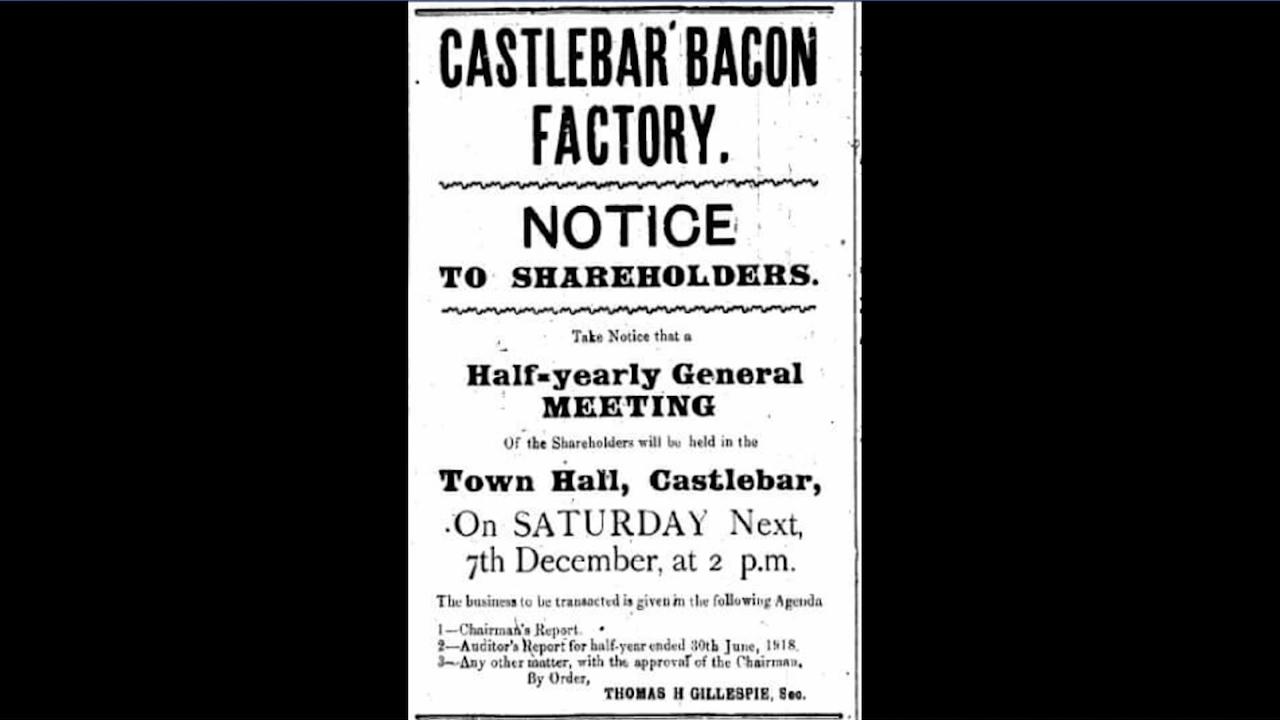 CASTLEBAR BACON
FACTORY.
NOTICE
TO SHAREHOLDERS.
Take Notice that a
Half-yearly General
MEETING
Of the Shareholders will be held in the
Town Hall, Castlebar,
On SATURDAY Next,
7th December, at 2 p.m.
The business to be transacted is given in the following Agenda
1—Chairman's Report.
2—Auditor's Report for half-year ended 30th June, 1918.
3—Any other matter, with the approval of the Chairman.
By Order,
THOMAS H GILLESPIE, Sec.